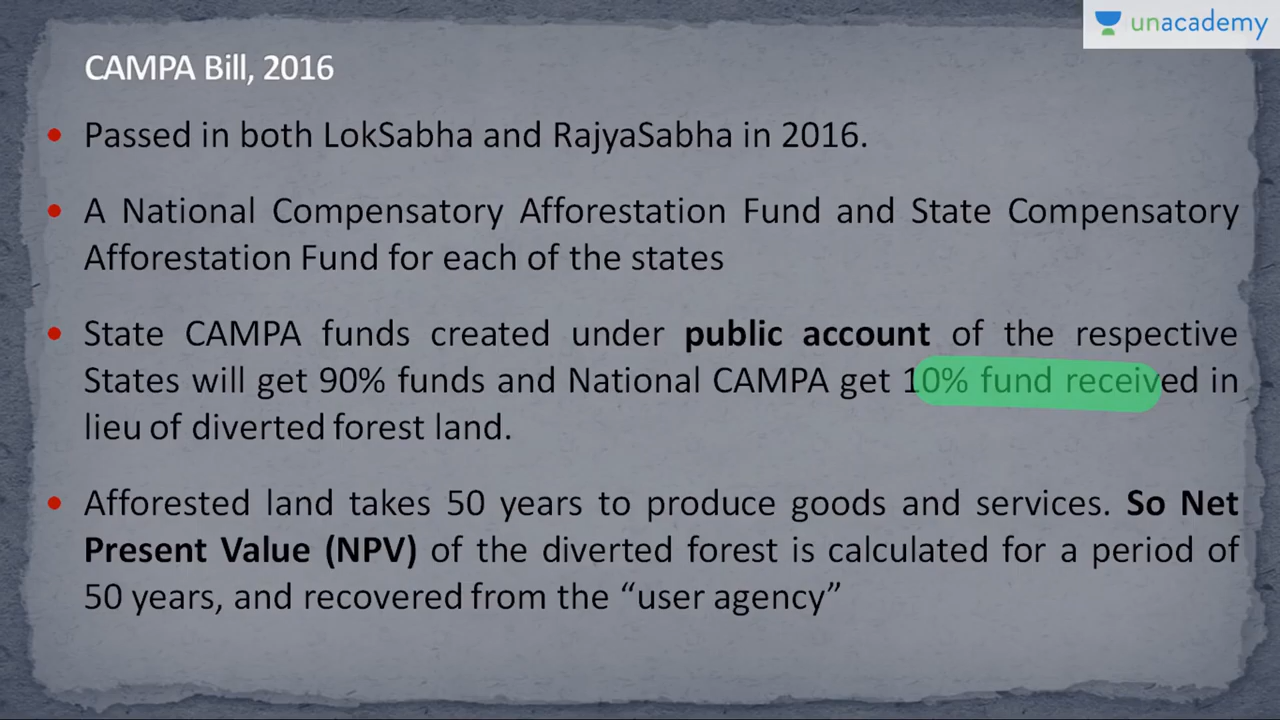 unacademy
CAMPA Bill, 2016
• Passed in both LokSabha and RajyaSabha in 2016.
• A National Compensatory Afforestation Fund and State Compensatory
Afforestation Fund for each of the states
• State CAMPA funds created under public account of the respective
States will get 90% funds and National CAMPA get 10% fund received in
lieu of diverted forest land.
• Afforested land takes 50 years to produce goods and services. So Net
Present Value (NPV) of the diverted forest is calculated for a period of
50 years, and recovered from the “user agency”